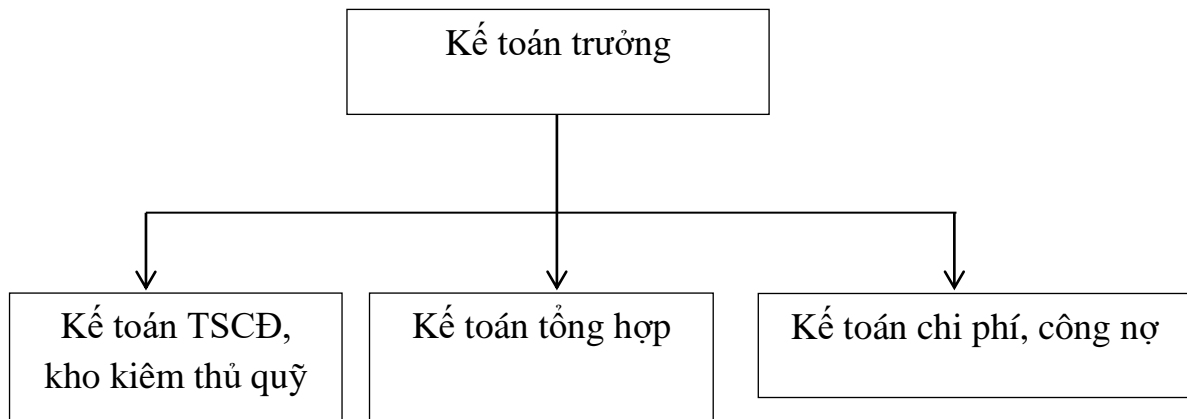 Kế toán trưởng
Kế toán TSCĐ,
kho kiêm thủ quỹ
Kế toán tổng hợp
Kế toán chi phí, công nợ